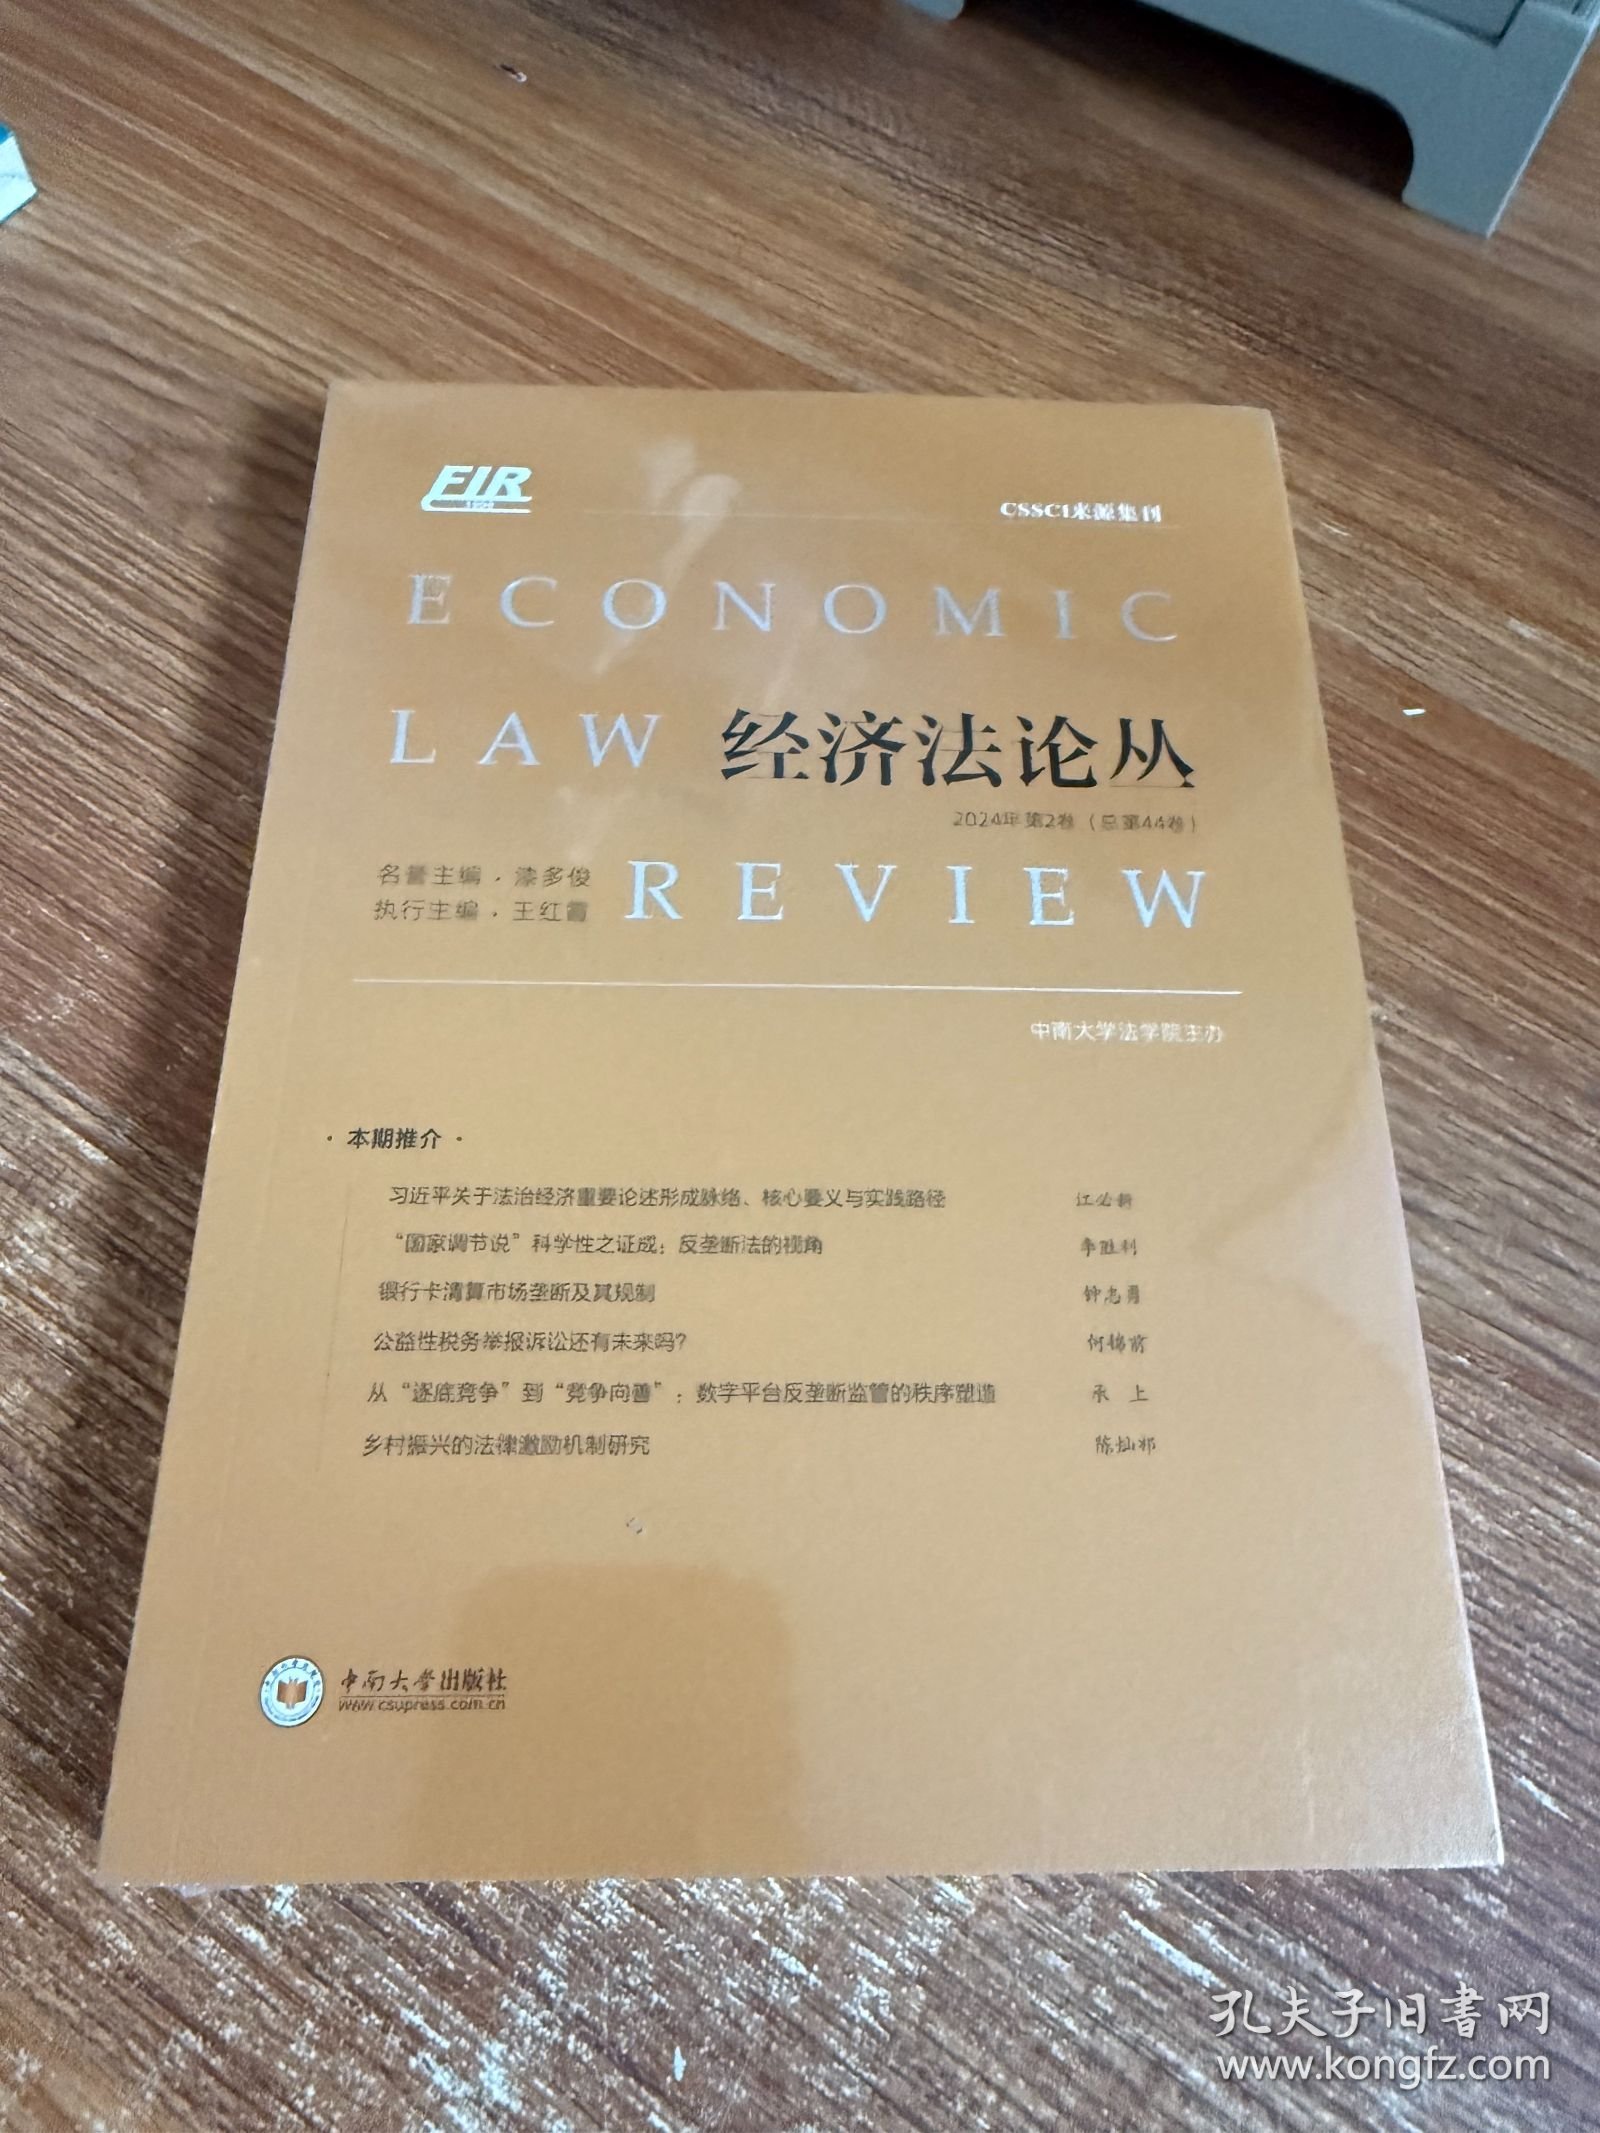 CSSCI来源集刊
ECONOMIC
LAW 经济法论丛
2024年第2卷（总第44卷）
名誉主编·漆多俊
执行主编·王红霞
REVIEW
中南大学法学院主办
·本期推介·
习近平关于法治经济重要论述形成脉络、核心要义与实践路径 江必新
“国家调节说”科学性之证成：反垄断法的视角 李胜利
银行卡清算市场垄断及其规制 钟志勇
公益性税务举报诉讼还有未来吗？ 何锦前
从“逐底竞争”到“竞争向善”：数字平台反垄断监管的秩序塑造 承 上
乡村振兴的法律激励机制研究 陈灿祁
中南大学出版社
www.csupress.com.cn
孔夫子旧书网
www.kongfz.com